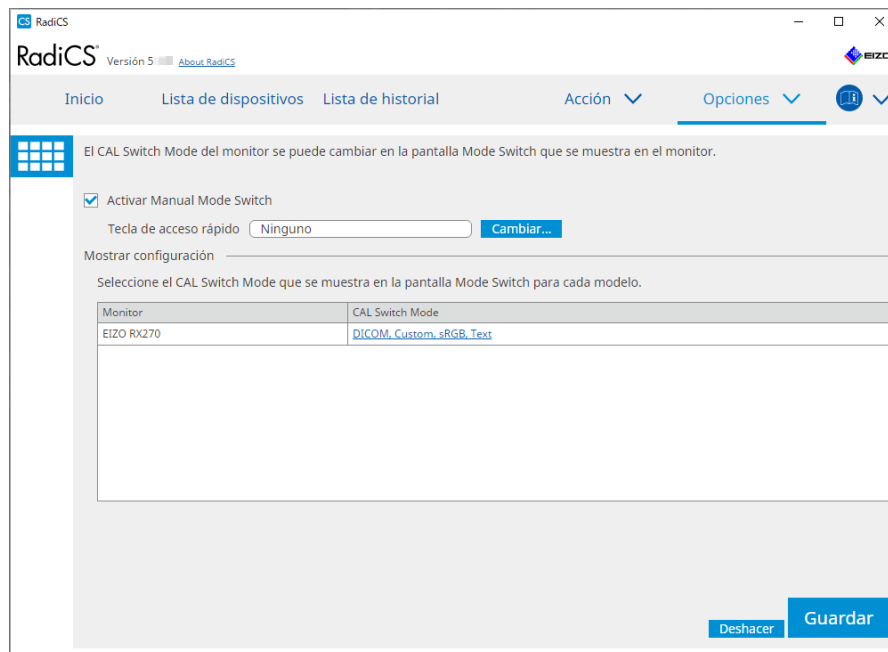 CS RadiCS
RadiCS® Versión 5 About RadiCS
EIZO
Inicio Lista de dispositivos Lista de historial Acción Opciones
El CAL Switch Mode del monitor se puede cambiar en la pantalla Mode Switch que se muestra en el monitor.
Activar Manual Mode Switch
Tecla de acceso rápido Ninguno Cambiar...
Mostrar configuración
Seleccione el CAL Switch Mode que se muestra en la pantalla Mode Switch para cada modelo.
Monitor CAL Switch Mode
EIZO RX270 DICOM, Custom, sRGB, Text
Guardar
Deshacer